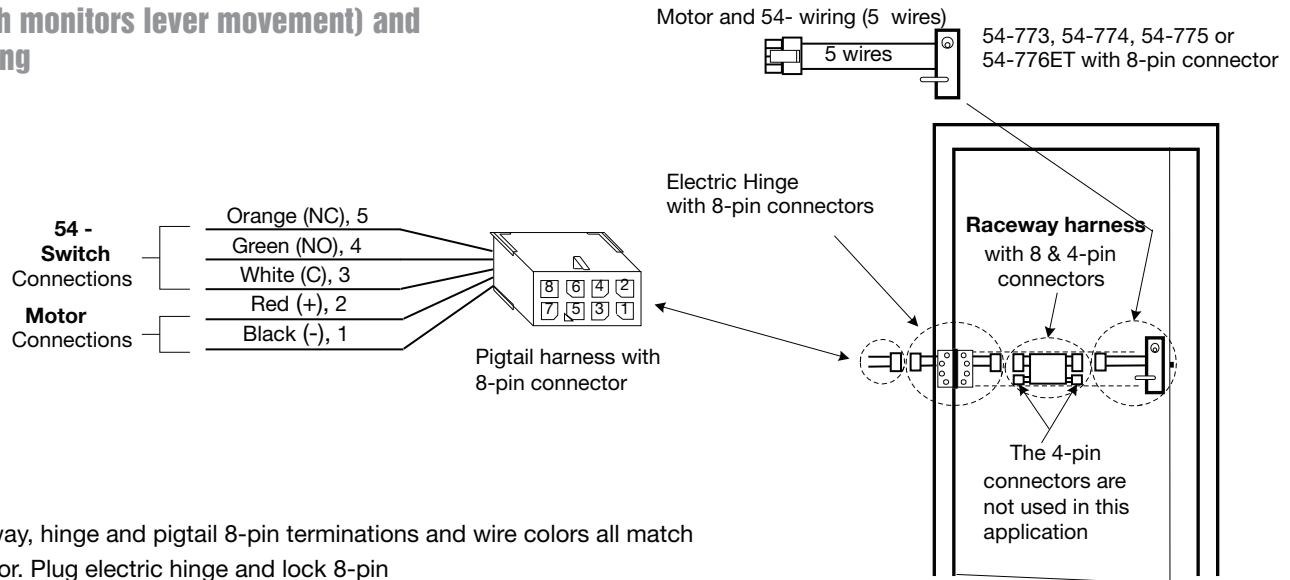 h monitors lever movement) and
ng
Motor and 54- wiring (5 wires)
5 wires
54-773, 54-774, 54-775 or
54-776ET with 8-pin connector
Electric Hinge
with 8-pin connectors
Raceway harness
with 8 & 4-pin
connectors
54 -
Switch
Connections
Motor
Connections
Orange (NC), 5
Green (NO), 4
White (C), 3
Red (+), 2
Black (-), 1
8 6 4 2
7 5 3 1
Pigtail harness with
8-pin connector
The 4-pin
connectors are
not used in this
application
way, hinge and pigtail 8-pin terminations and wire colors all match
or. Plug electric hinge and lock 8-pin